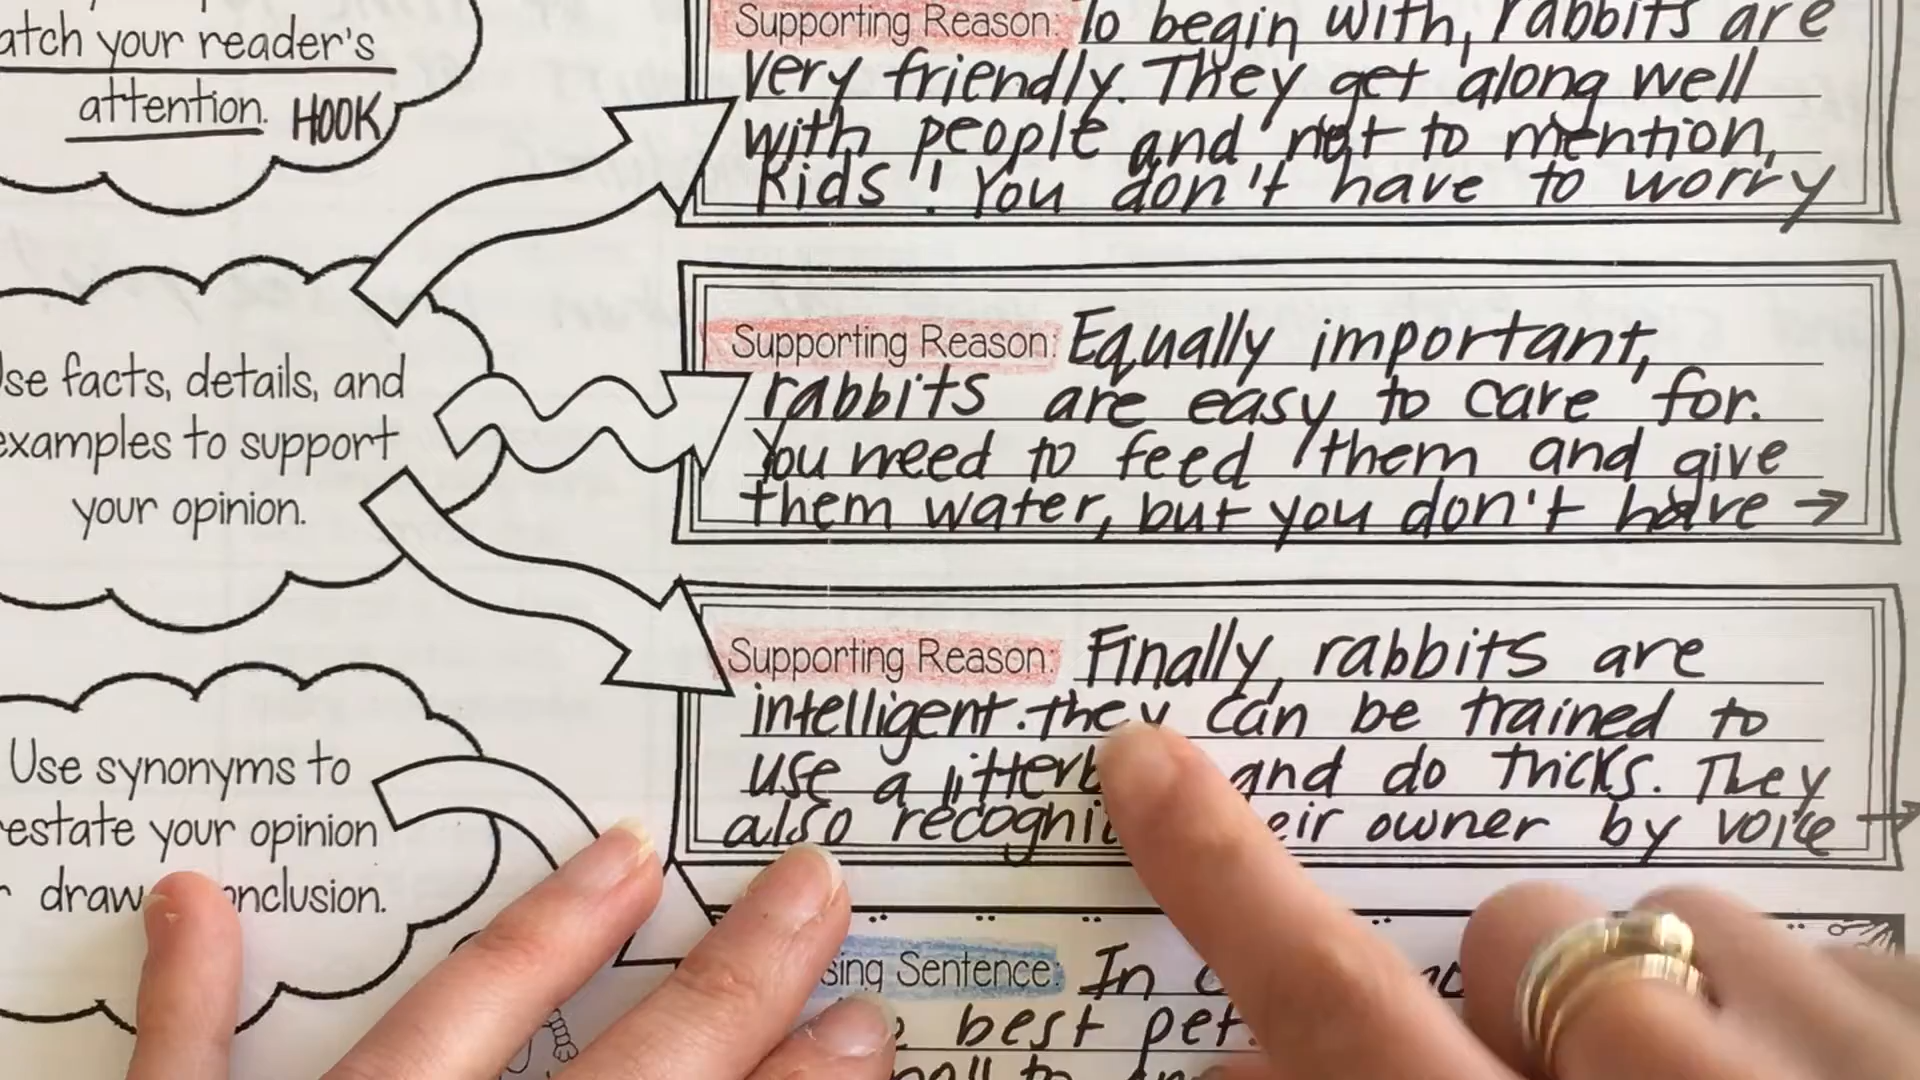 atch your reader's
attention. HOOK
Supporting Reason: To begin with, rabbits are
very friendly. They get along well
with people and not to mention,
kids! You don't have to worry
se facts, details, and
examples to support
your opinion.
Supporting Reason: Equally important,
rabbits are easy to care for.
You need to feed them and give
them water, but you don't have →
Supporting Reason: Finally, rabbits are
intelligent. they can be trained to
use a litterb and do tricks. They
also recogni eir owner by voice →
Use synonyms to
restate your opinion
draw onclusion.
sing Sentence: In
best pet.
to